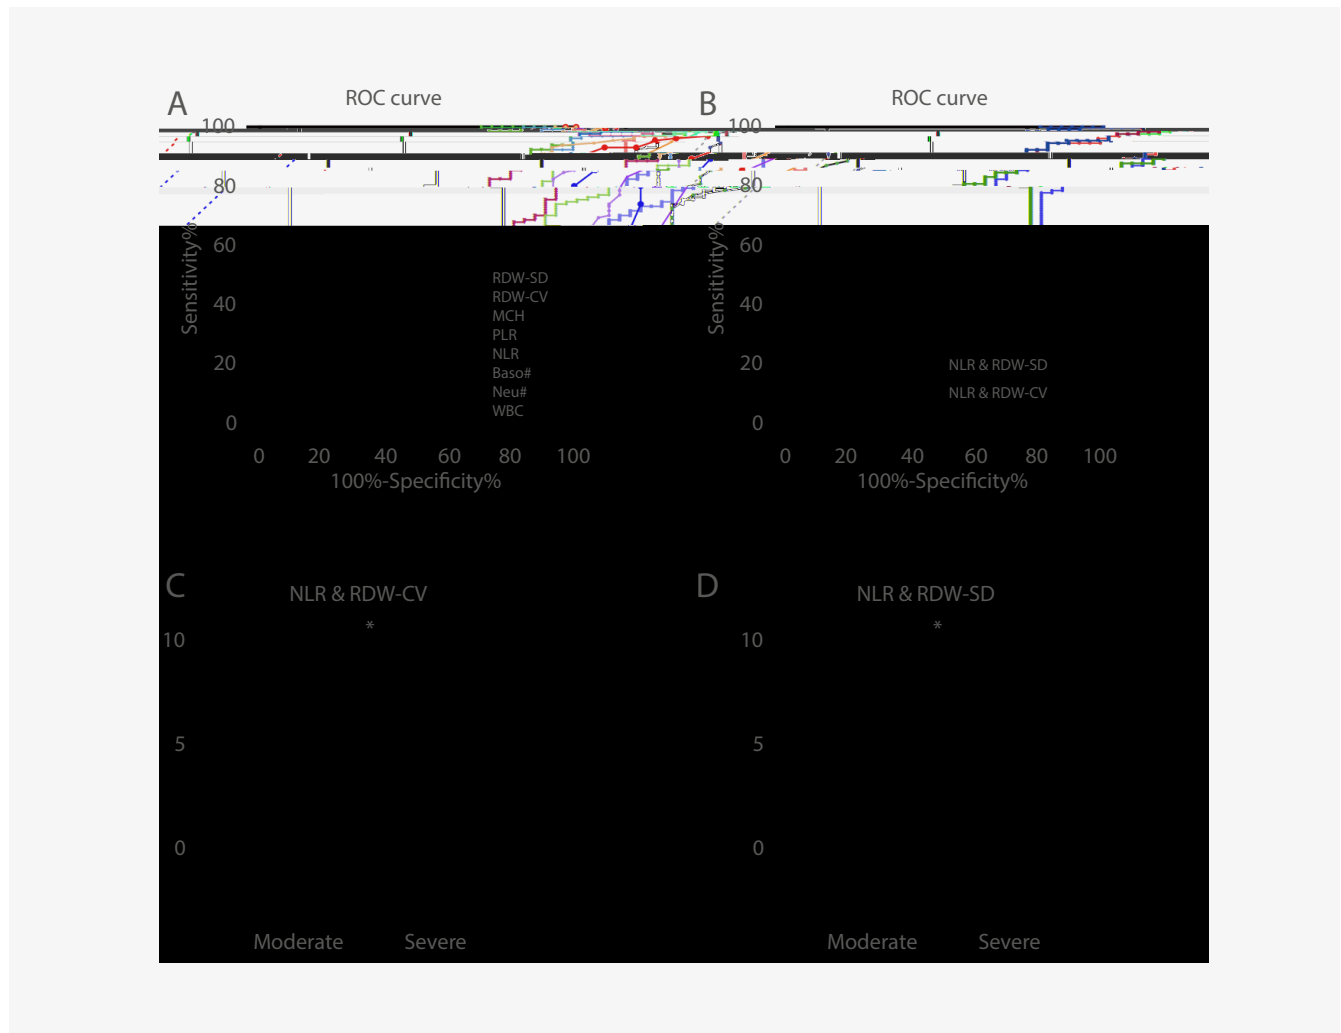 A
ROC curve
100
80
60
40
20
0
Sensitivity%
RDW-SD
RDW-CV
MCH
PLR
NLR
Baso#
Neu#
WBC
0 20 40 60 80 100
100%-Specificity%
B
ROC curve
100
80
60
40
20
0
Sensitivity%
NLR & RDW-SD
NLR & RDW-CV
0 20 40 60 80 100
100%-Specificity%
C
NLR & RDW-CV
*
10
5
0
Moderate Severe
D
NLR & RDW-SD
*
10
5
0
Moderate Severe